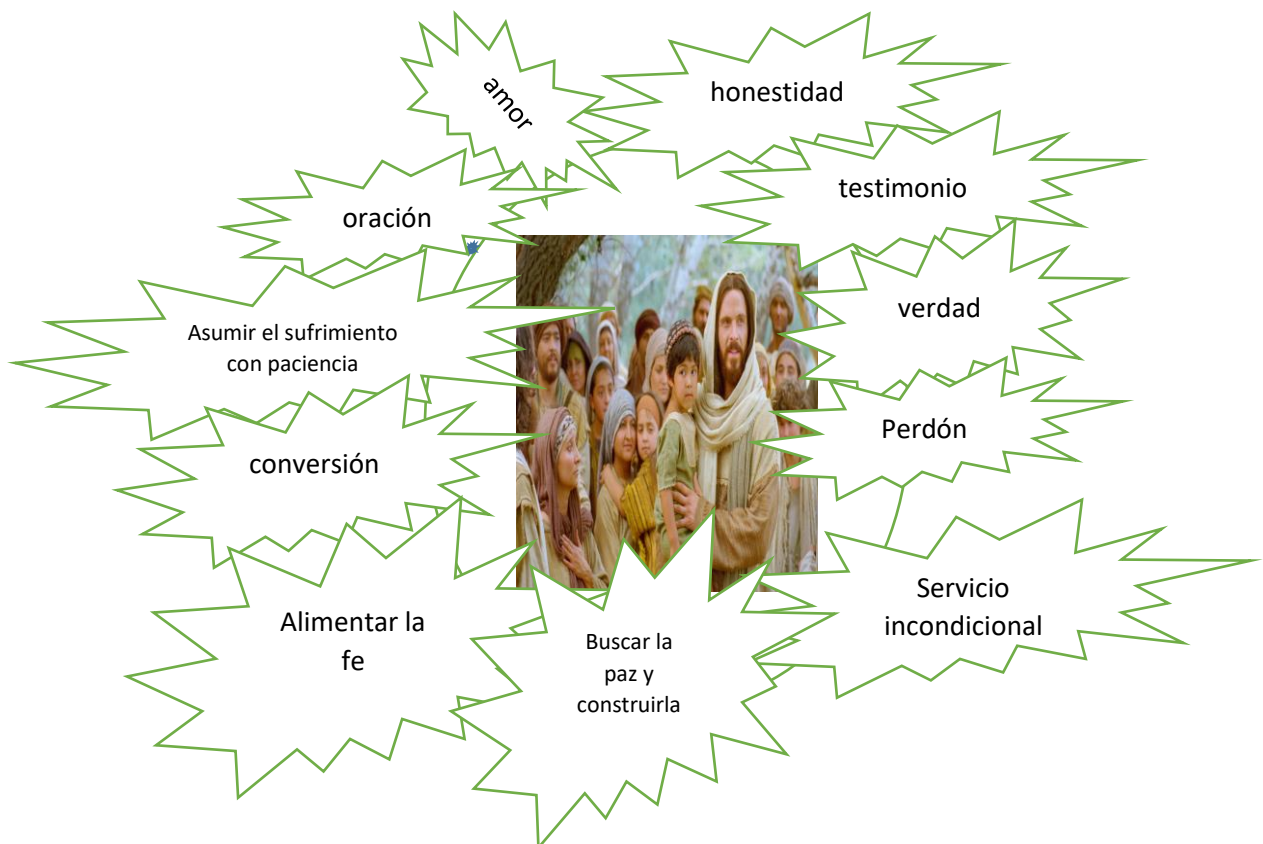 amor
honestidad
testimonio
oración
verdad
Asumir el sufrimiento
con paciencia
Perdón
conversión
Servicio
incondicional
Alimentar la
fe
Buscar la
paz y
construirla